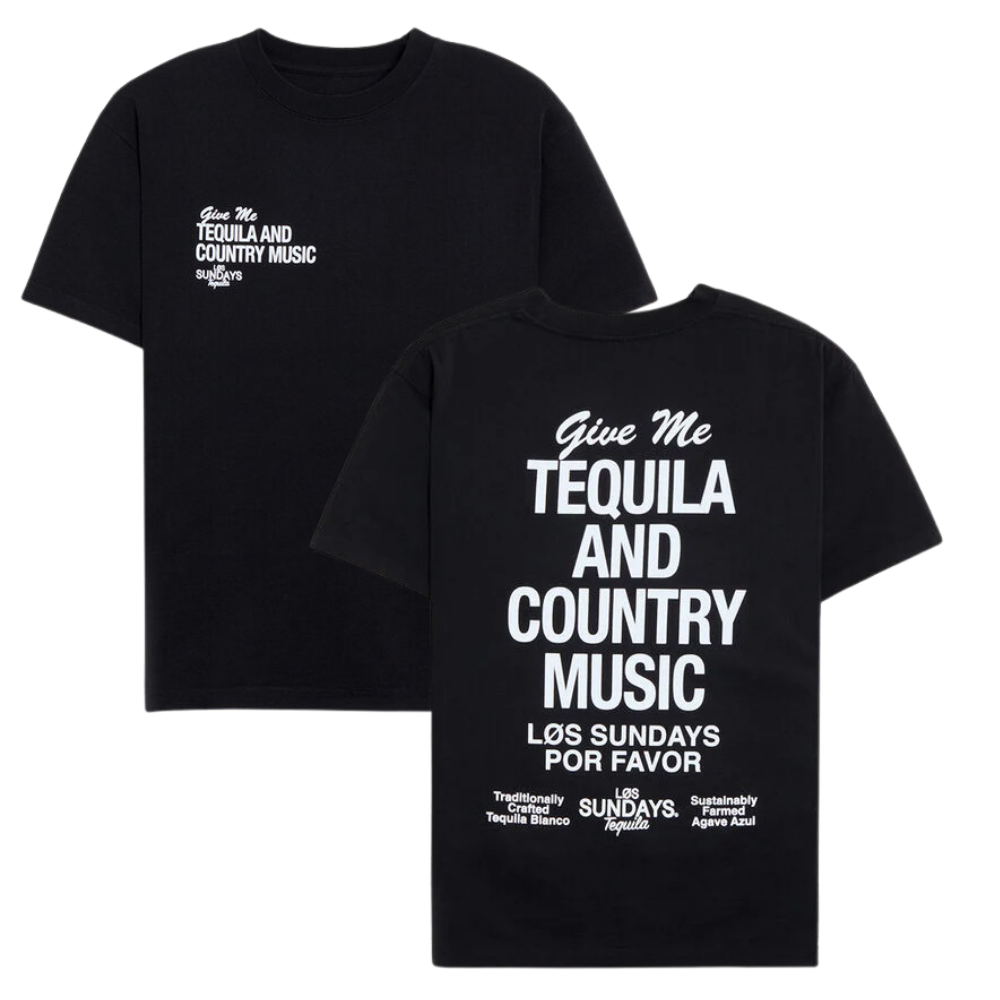 Give Me
TEQUILA AND
COUNTRY MUSIC
LØS
SUNDAYS
Tequila
Give Me
TEQUILA
AND
COUNTRY
MUSIC
LØS SUNDAYS
POR FAVOR
Traditionally
Crafted
Tequila Blanco
LØS
SUNDAYS.
Tequila
Sustainably
Farmed
Agave Azul